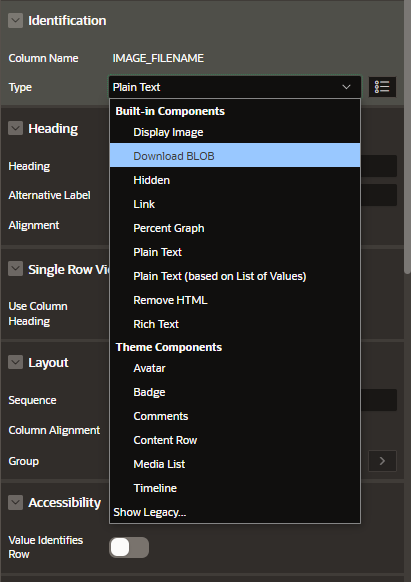 Identification
Column Name IMAGE_FILENAME
Type Plain Text
Built-in Components
Display Image
Heading
Download BLOB
Heading
Hidden
Alternative Label
Link
Alignment
Percent Graph
Plain Text
Single Row Vi
Plain Text (based on List of Values)
Use Column
Heading
Remove HTML
Rich Text
Theme Components
Layout
Avatar
Sequence
Badge
Comments
Column Alignment
Content Row
Group
Media List
Timeline
Accessibility
Show Legacy...
Value Identifies
Row